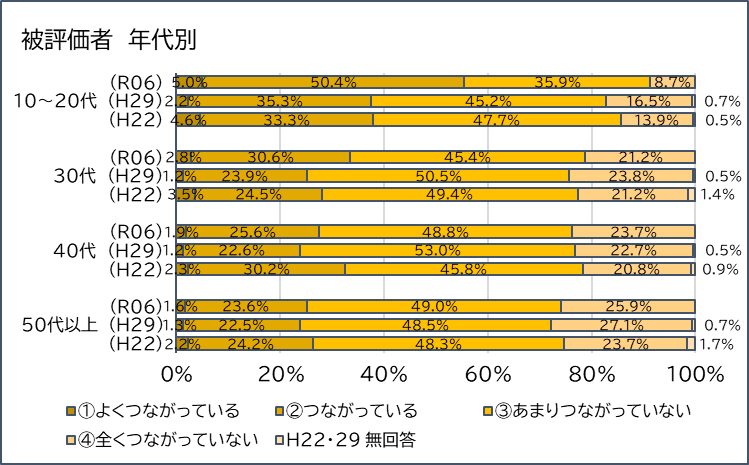 被評価者 年代別
(R06) 5.0% 50.4% 35.9% 8.7%
10～20代 (H29) 2.2% 35.3% 45.2% 16.5% 0.7%
(H22) 4.6% 33.3% 47.7% 13.9% 0.5%
(R06) 2.8% 30.6% 45.4% 21.2%
30代 (H29) 1.2% 23.9% 50.5% 23.8% 0.5%
(H22) 3.5% 24.5% 49.4% 21.2% 1.4%
(R06) 1.9% 25.6% 48.8% 23.7%
40代 (H29) 1.2% 22.6% 53.0% 22.7% 0.5%
(H22) 2.3% 30.2% 45.8% 20.8% 0.9%
(R06) 1.6% 23.6% 49.0% 25.9%
50代以上 (H29) 1.3% 22.5% 48.5% 27.1% 0.7%
(H22) 2.2% 24.2% 48.3% 23.7% 1.7%
0% 20% 40% 60% 80% 100%
①よくつながっている ②つながっている ③あまりつながっていない
④全くつながっていない H22・29 無回答